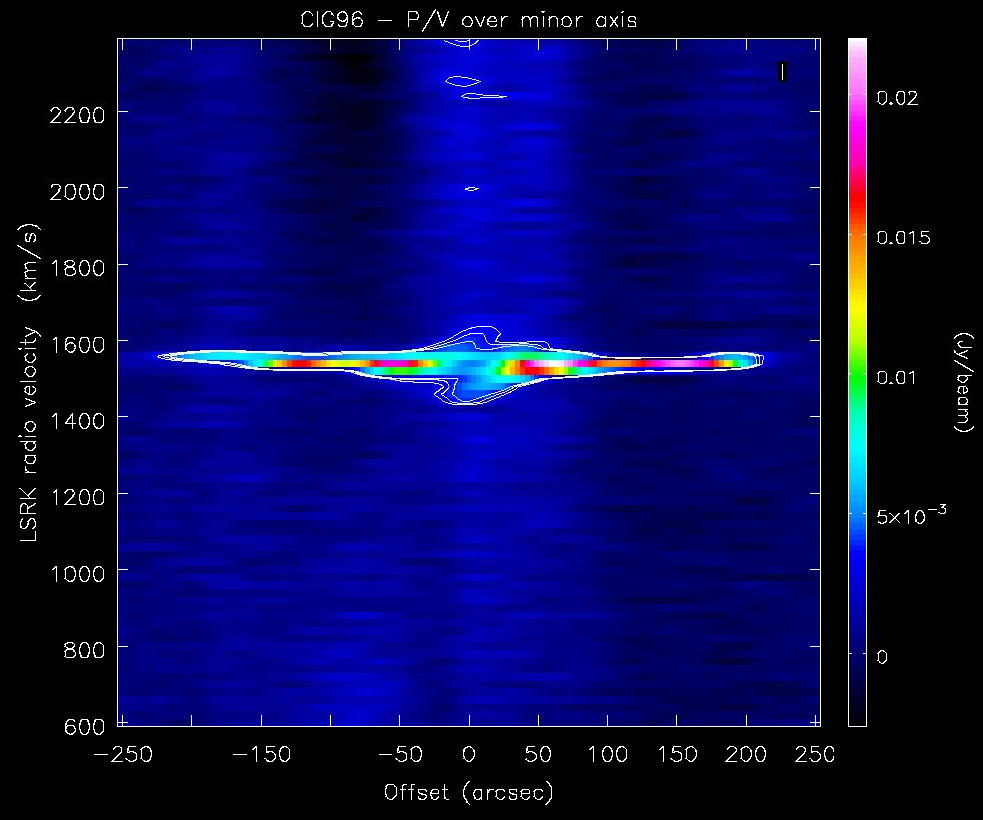 CIG96 – P/V over minor axis
2200
2000
1800
1600
1400
1200
1000
800
600
LSRK radio velocity (km/s)
−250 −150 −50 0 50 100 150 200 250
Offset (arcsec)
0.02
0.015
0.01
5×10⁻³
0
(Jy/beam)